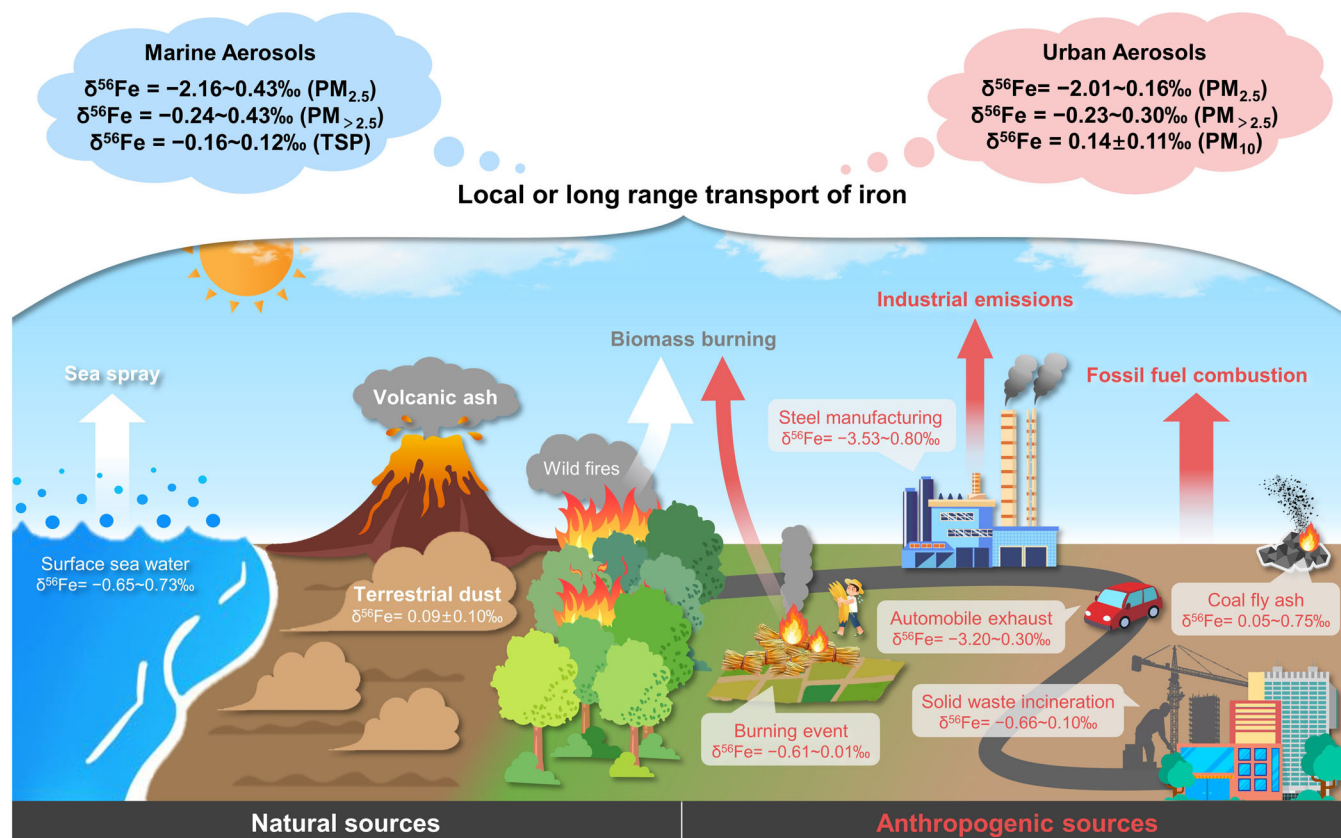 Marine Aerosols
δ⁵⁶Fe = −2.16~0.43‰ (PM₂.₅)
δ⁵⁶Fe = −0.24~0.43‰ (PM＞₂.₅)
δ⁵⁶Fe = −0.16~0.12‰ (TSP)
Urban Aerosols
δ⁵⁶Fe= −2.01~0.16‰ (PM₂.₅)
δ⁵⁶Fe = −0.23~0.30‰ (PM＞₂.₅)
δ⁵⁶Fe = 0.14±0.11‰ (PM₁₀)
Local or long range transport of iron
Industrial emissions
Biomass burning
Sea spray
Fossil fuel combustion
Volcanic ash
Steel manufacturing
δ⁵⁶Fe= −3.53~0.80‰
Wild fires
Surface sea water
δ⁵⁶Fe= −0.65~0.73‰
Terrestrial dust
δ⁵⁶Fe= 0.09±0.10‰
Automobile exhaust
δ⁵⁶Fe= −3.20~0.30‰
Coal fly ash
δ⁵⁶Fe= 0.05~0.75‰
Solid waste incineration
δ⁵⁶Fe= −0.66~0.10‰
Burning event
δ⁵⁶Fe= −0.61~0.01‰
Natural sources
Anthropogenic sources